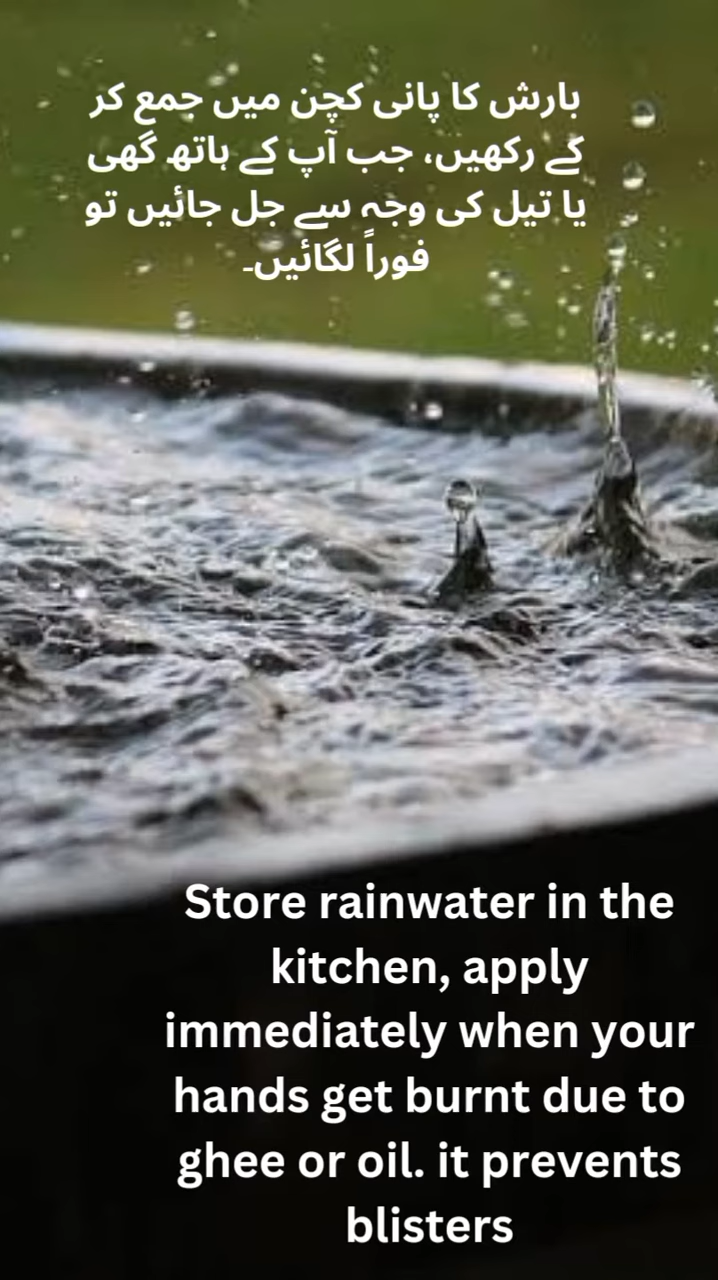 بارش کا پانی کچن میں جمع کر
کے رکھیں، جب آپ کے ہاتھ گھی
یا تیل کی وجہ سے جل جائیں تو
فوراً لگائیں۔
Store rainwater in the
kitchen, apply
immediately when your
hands get burnt due to
ghee or oil. it prevents
blisters